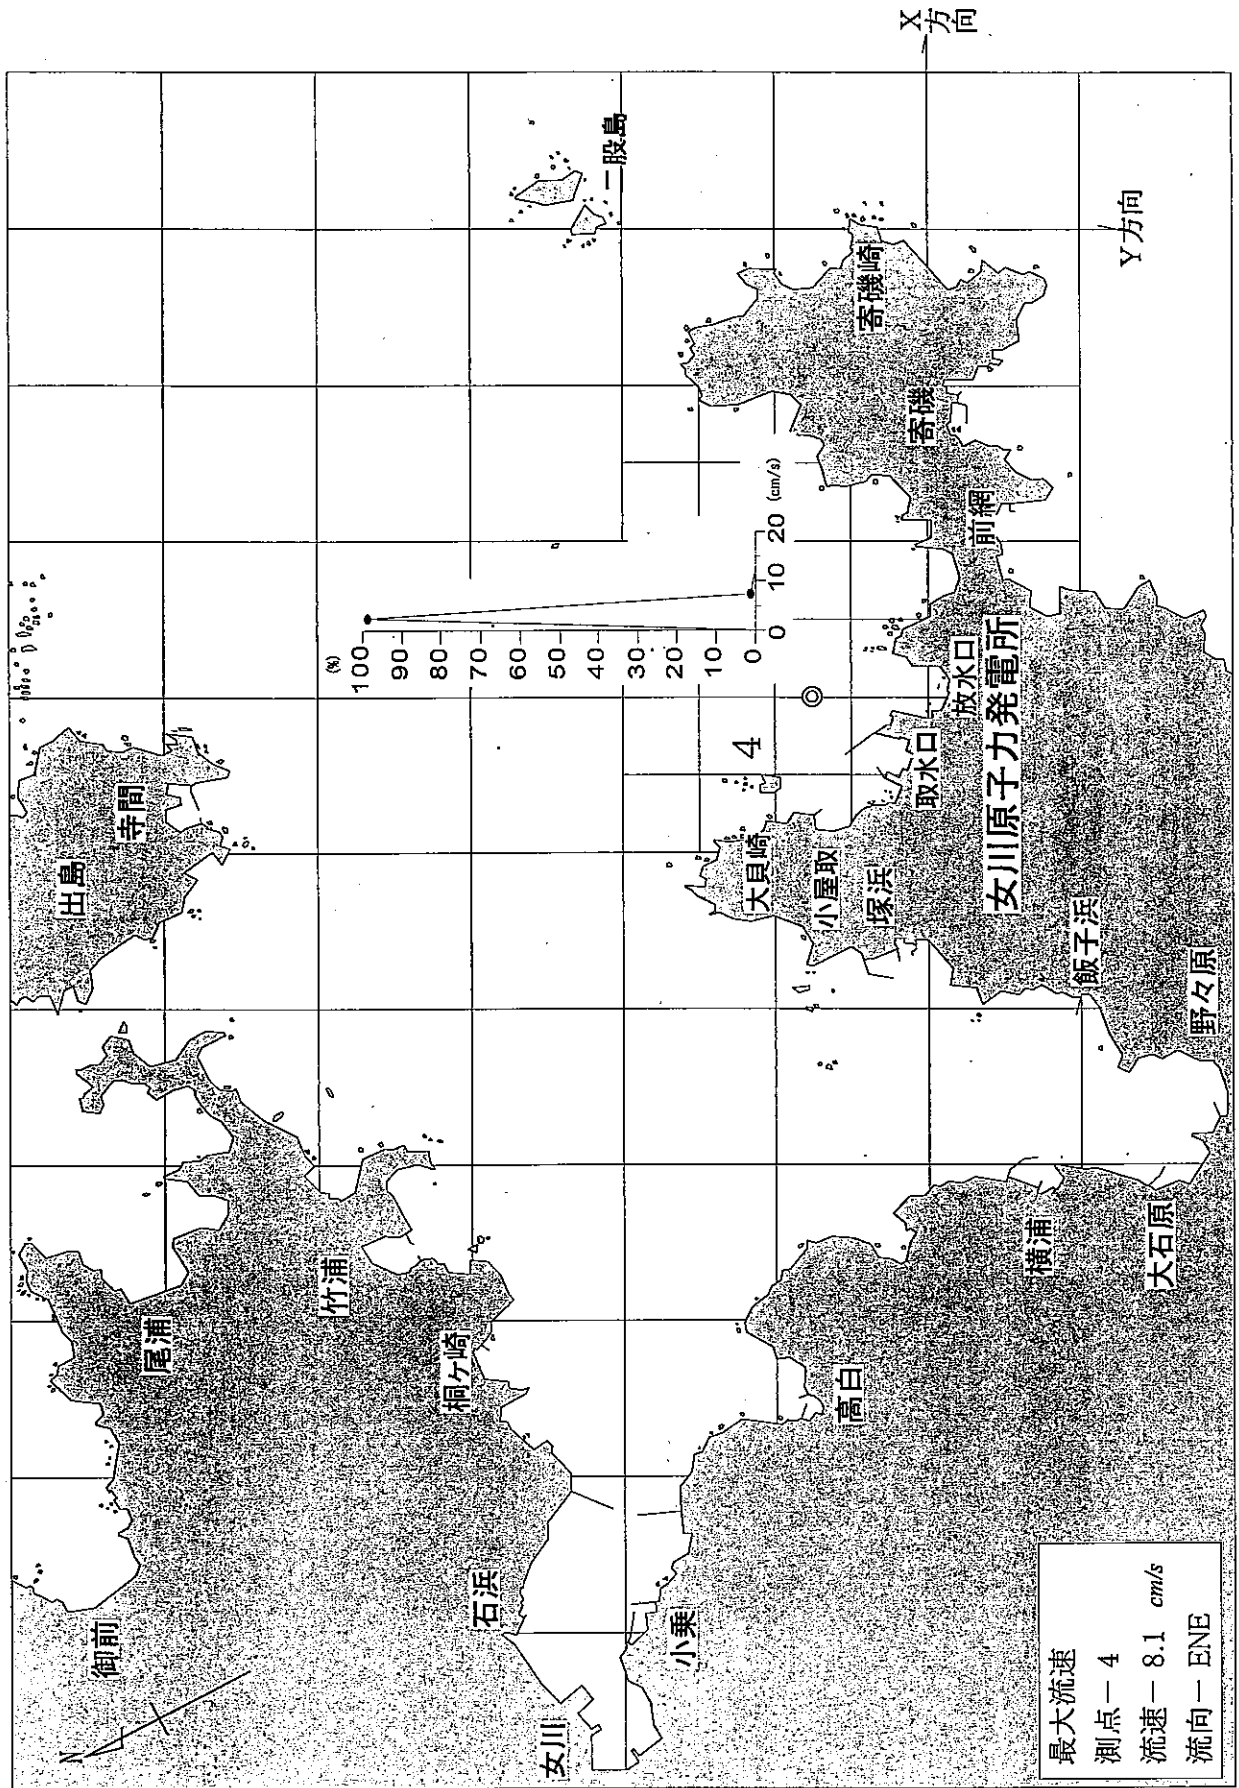 X
方向
Y方向
二股島
寄磯崎
寄磯
前網
(%)
100
90
80
70
60
50
40
30
20
10
0
0
10
20
(cm/s)
4
放水口
女川原子力発電所
取水口
出島
寺間
大貝崎
小屋取
塚浜
飯子浜
野々原
竹浦
尾浦
桐ヶ崎
横浦
大石原
高白
御前
石浜
小乗
女川
N
最大流速
測点－4
流速－8.1 cm/s
流向－ENE